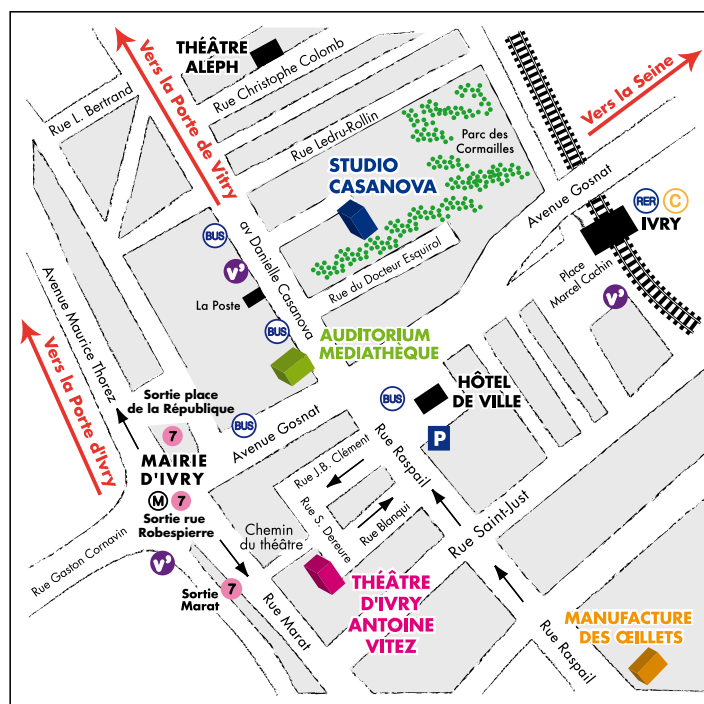 THÉÂTRE
ALEPH
Rue Christophe Colomb
Vers la Porte de Vitry
Vers la Seine
Rue L. Bertrand
Rue Ledru-Rollin
Parc des
Cormailles
STUDIO
CASANOVA
Avenue Gosnat
RER C
IVRY
BUS
av Danielle Casanova
V'
Rue du Docteur Esquirol
Place
Marcel Cachin
V'
La Poste
Avenue Maurice Thorez
BUS
AUDITORIUM
MEDIATHÈQUE
Vers la Porte d'Ivry
Sortie place
de la République
7
HÔTEL
DE VILLE
BUS
BUS
Avenue Gosnat
P
Rue Raspail
MAIRIE
D'IVRY
M 7
Sortie rue
Robespierre
Rue J.B. Clément
Rue S. Dereure
Rue Blanqui
Rue Saint-Just
Chemin
du théâtre
Rue Gaston Cornavin
V'
Sortie
Marat
7
Rue Marat
THÉÂTRE
D'IVRY
ANTOINE
VITEZ
Rue Raspail
MANUFACTURE
DES ŒILLETS